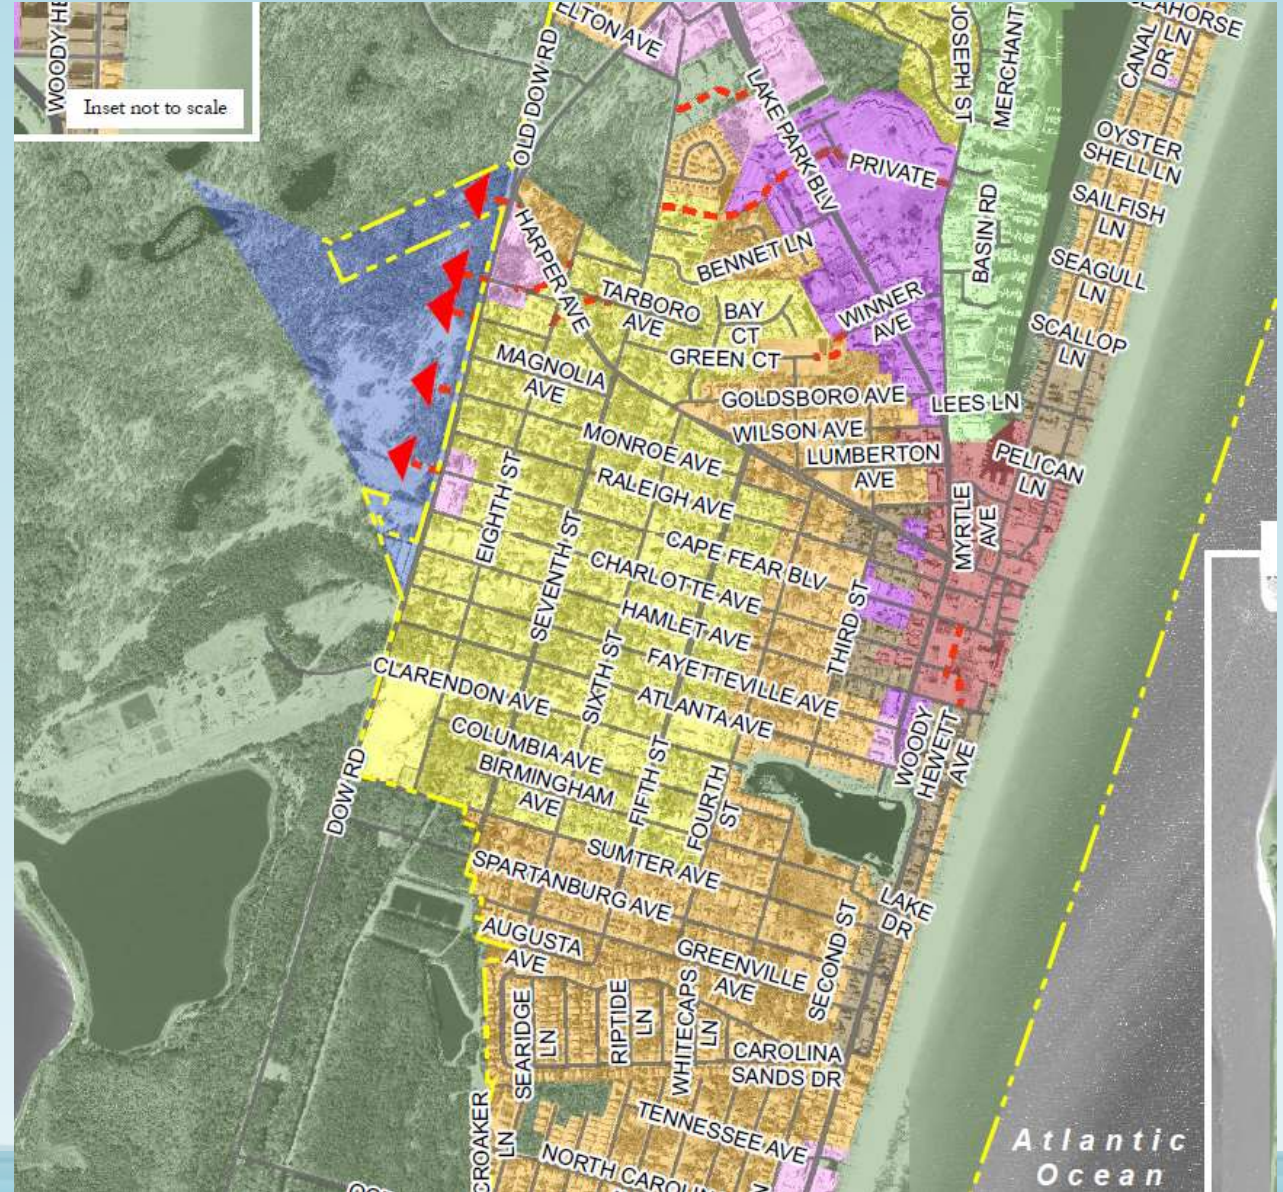 WOODY HE
Inset not to scale
ELTON AVE
OLD DOW RD
LAKE PARK BLV
JOSEPH ST
MERCHANT
EAHORSE
LN
CANAL
DR
OYSTER
SHELL LN
SAILFISH
LN
SEAGULL
LN
SCALLOP
LN
PRIVATE
BASIN RD
BENNET LN
HARPER AVE
TARBORO
AVE
BAY
CT
WINNER
AVE
GREEN CT
MAGNOLIA
AVE
GOLDSBORO AVE
LEES LN
WILSON AVE
LUMBERTON
AVE
MONROE AVE
PELICAN
LN
RALEIGH AVE
EIGHTH ST
MYRTLE
AVE
SEVENTH ST
CAPE FEAR BLV
CHARLOTTE AVE
HAMLET AVE
THIRD ST
SIXTH ST
FAYETTEVILLE AVE
CLARENDON AVE
ATLANTA AVE
COLUMBIA AVE
BIRMINGHAM
AVE
FIFTH ST
FOURTH
ST
WOODY
HEWETT
AVE
DOW RD
SUMTER AVE
SPARTANBURG AVE
LAKE
DR
AUGUSTA
AVE
GREENVILLE
AVE
SECOND ST
SEARIDGE
LN
RIPTIDE
LN
WHITECAPS
LN
CAROLINA
SANDS DR
CROAKER
LN
TENNESSEE AVE
NORTH CAROLIN
Atlantic
Ocean